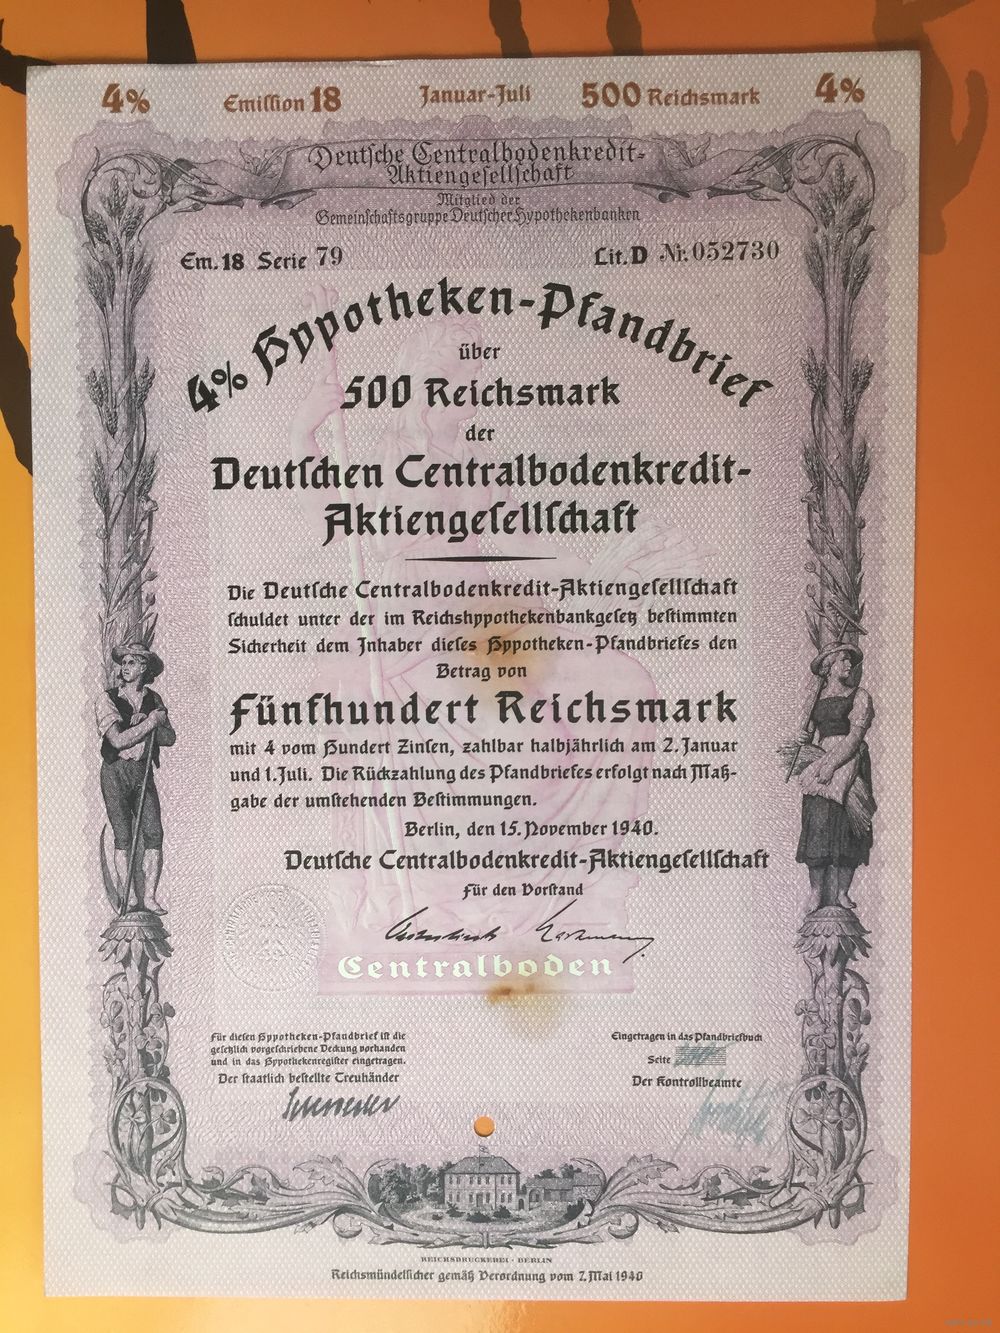 4% Emission 18 Januar-Juli 500 Reichsmark 4%
Deutsche Centralbodenkredit-
Aktiengesellschaft
Mitglied der
Gemeinschaftsgruppe Deutscher Hypothekenbanken
Em. 18 Serie 79 Lit. D Nr. 052730
4% Hypotheken-Pfandbrief
über
500 Reichsmark
der
Deutschen Centralbodenkredit-
Aktiengesellschaft
Die Deutsche Centralbodenkredit-Aktiengesellschaft
schuldet unter der im Reichshypothekenbankgesetz bestimmten
Sicherheit dem Inhaber dieses Hypotheken-Pfandbriefes den
Betrag von
Fünfhundert Reichsmark
mit 4 vom Hundert Zinsen, zahlbar halbjährlich am 2. Januar
und 1. Juli. Die Rückzahlung des Pfandbriefes erfolgt nach Maß-
gabe der umstehenden Bestimmungen.
Berlin, den 15. November 1940.
Deutsche Centralbodenkredit-Aktiengesellschaft
Für den Vorstand
Centralboden
Für diesen Hypotheken-Pfandbrief ist die
gesetzlich vorgeschriebene Deckung vorhanden
und in das Hypothekenregister eingetragen.
Der staatlich bestellte Treuhänder
Eingetragen in das Pfandbriefbuch
Seite
Der Kontrollbeamte
REICHSDRUCKEREI · BERLIN
Reichsmündelsicher gemäß Verordnung vom 7. Mai 1940